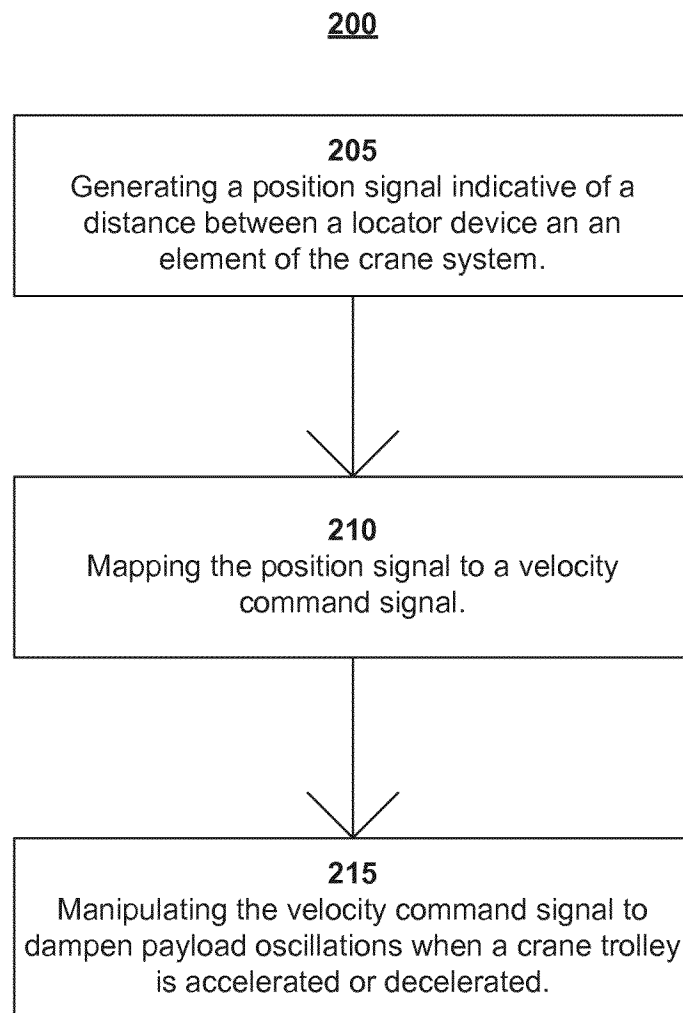 200
205
Generating a position signal indicative of a
distance between a locator device an an
element of the crane system.
210
Mapping the position signal to a velocity
command signal.
215
Manipulating the velocity command signal to
dampen payload oscillations when a crane trolley
is accelerated or decelerated.